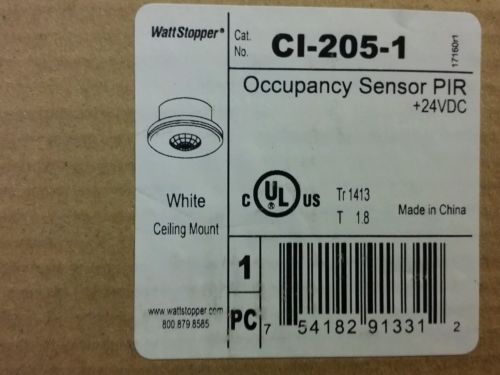 WattStopper®
Cat. No. CI-205-1
17160r1
Occupancy Sensor PIR
+24VDC
White
Ceiling Mount
C UL® US
Tr 1413
T 1.8
Made in China
1
PC
www.wattstopper.com
800.879.8585
7 54182 91331 2